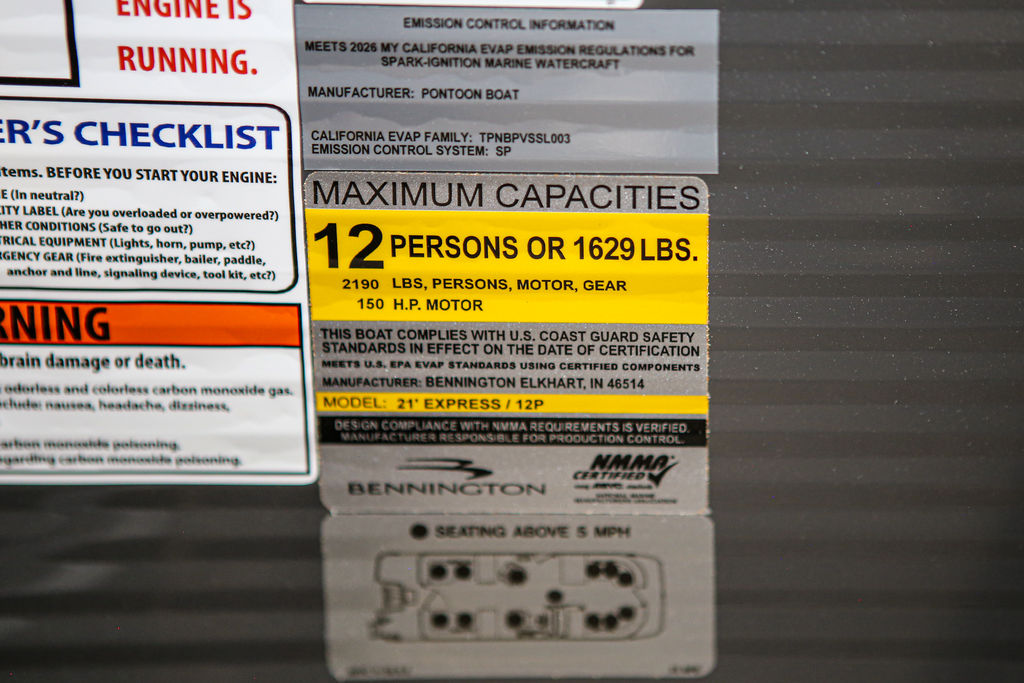 ENGINE IS
RUNNING.
ER'S CHECKLIST
items. BEFORE YOU START YOUR ENGINE:
E (In neutral?)
CITY LABEL (Are you overloaded or overpowered?)
HER CONDITIONS (Safe to go out?)
TRICAL EQUIPMENT (Lights, horn, pump, etc?)
RGENCY GEAR (Fire extinguisher, bailer, paddle,
anchor and line, signaling device, tool kit, etc?)
RNING
brain damage or death.
odorless and colorless carbon monoxide gas.
clude: nausea, headache, dizziness,
carbon monoxide poisoning.
egarding carbon monoxide poisoning.
EMISSION CONTROL INFORMATION
MEETS 2026 MY CALIFORNIA EVAP EMISSION REGULATIONS FOR
SPARK-IGNITION MARINE WATERCRAFT
MANUFACTURER: PONTOON BOAT
CALIFORNIA EVAP FAMILY: TPNBPVSSL003
EMISSION CONTROL SYSTEM: SP
MAXIMUM CAPACITIES
12 PERSONS OR 1629 LBS.
2190 LBS, PERSONS, MOTOR, GEAR
150 H.P. MOTOR
THIS BOAT COMPLIES WITH U.S. COAST GUARD SAFETY
STANDARDS IN EFFECT ON THE DATE OF CERTIFICATION
MEETS U.S. EPA EVAP STANDARDS USING CERTIFIED COMPONENTS
MANUFACTURER: BENNINGTON ELKHART, IN 46514
MODEL: 21' EXPRESS / 12P
DESIGN COMPLIANCE WITH NMMA REQUIREMENTS IS VERIFIED.
MANUFACTURER RESPONSIBLE FOR PRODUCTION CONTROL.
BENNINGTON
NMMA
CERTIFIED
SEATING ABOVE 5 MPH